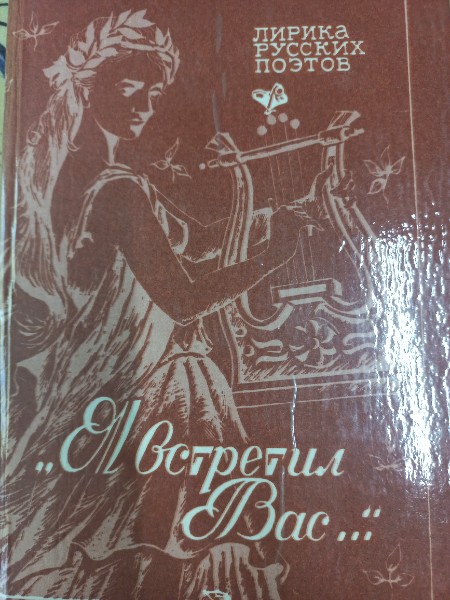 ЛИРИКА
РУССКИХ
ПОЭТОВ
„Я встретил
Вас...“